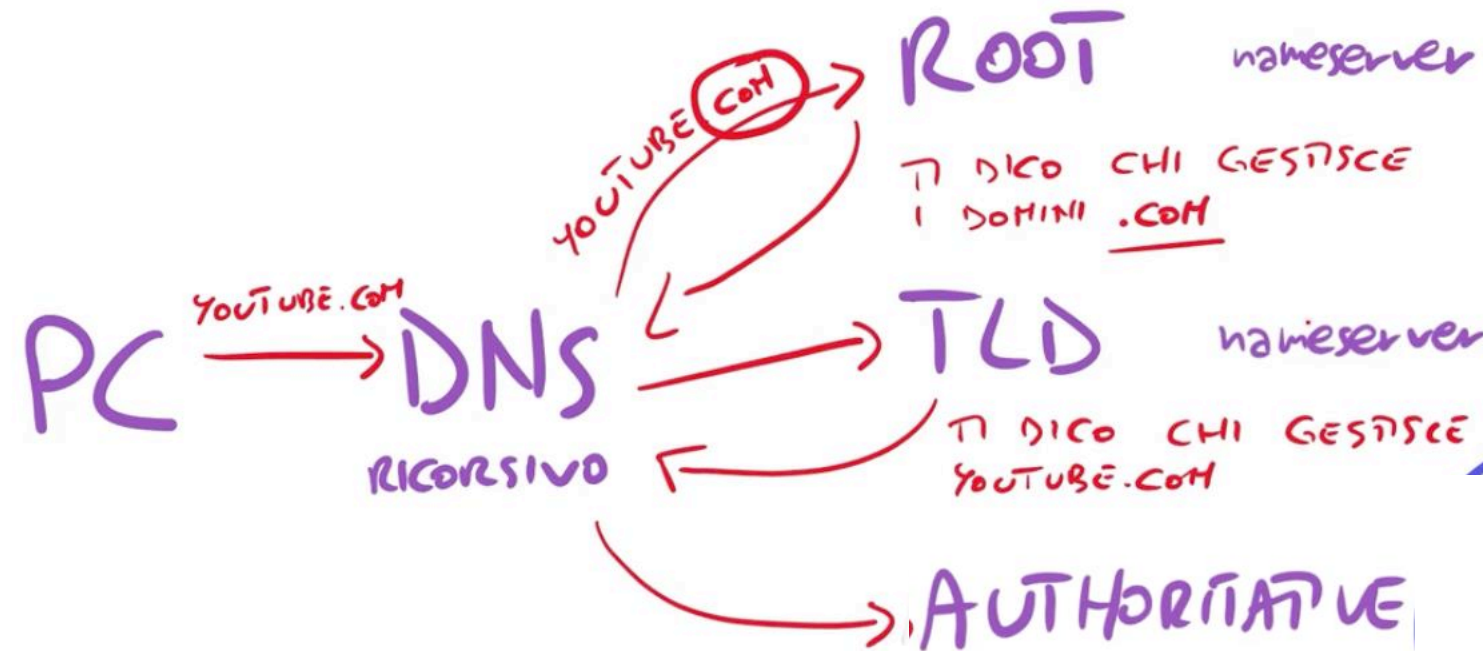 ROOT nameserver
YOUTUBE.COM
TI DICO CHI GESTISCE
I DOMINI .COM
YOUTUBE.COM
PC DNS
RICORSIVO
TLD nameserver
TI DICO CHI GESTISCE
YOUTUBE.COM
AUTHORITATIVE